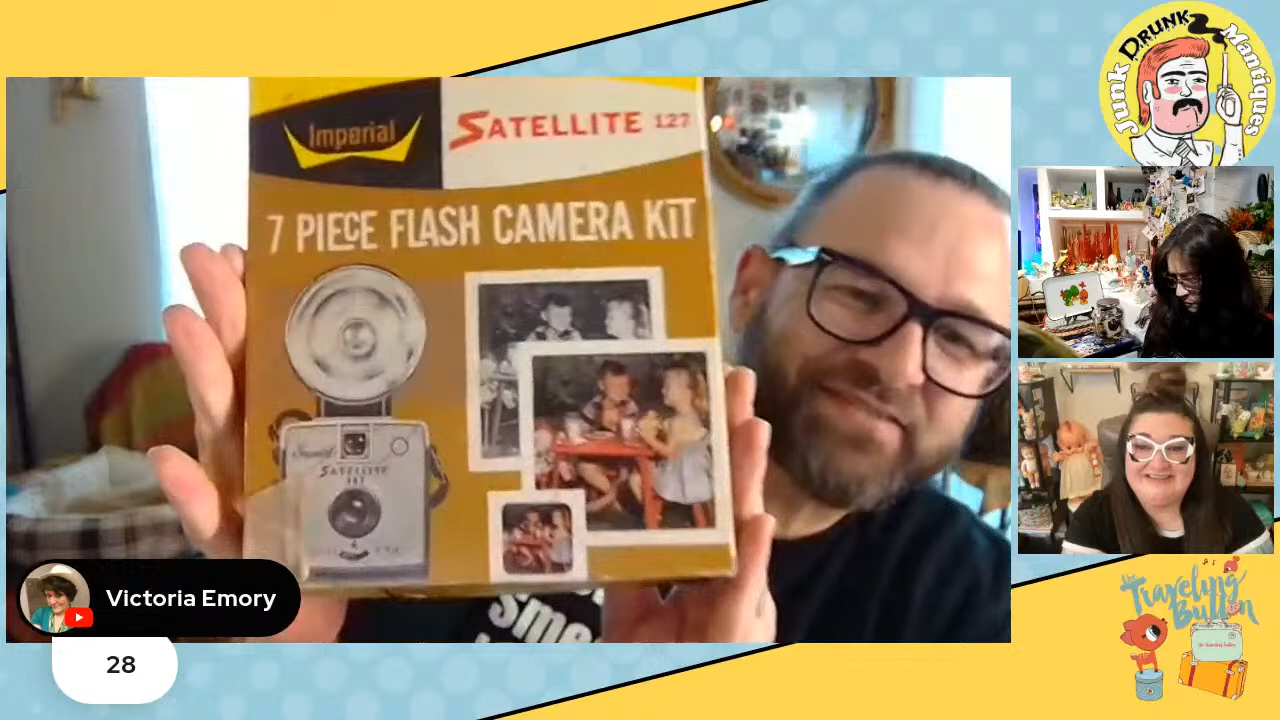 Junk
DRUNK
Mantiques
Imperial
SATELLITE 127
7 PIECE FLASH CAMERA KIT
SATELLITE
127
Smel
Victoria Emory
28
the
Traveling
Button